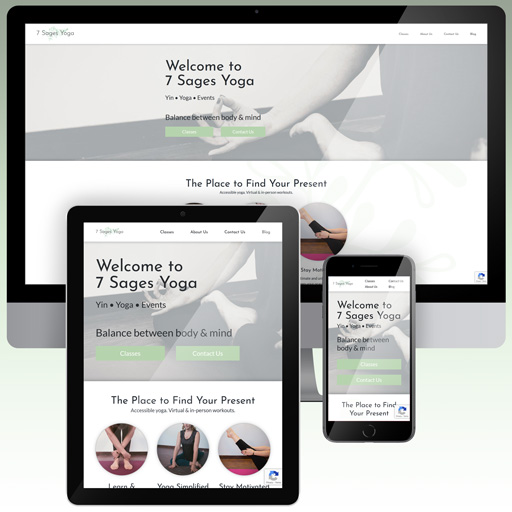 7 Sages Yoga
Classes About Us Contact Us Blog
Welcome to
7 Sages Yoga
Yin • Yoga • Events
Balance between body & mind
Classes Contact Us
The Place to Find Your Present
Accessible yoga. Virtual & in-person workouts.
Stay Motiv
7 Sages Yoga
Classes About Us Contact Us Blog
Welcome to
7 Sages Yoga
Yin • Yoga • Events
Balance between body & mind
Classes Contact Us
The Place to Find Your Present
Accessible yoga. Virtual & in-person workouts.
Learn & Yoga Simplified Stay Motivated
7 Sages Yoga
Classes Contact Us
About Us Blog
Welcome to
7 Sages Yoga
Yin • Yoga • Events
Balance between
body & mind
Classes
Contact Us
The Place to Find
Your Present